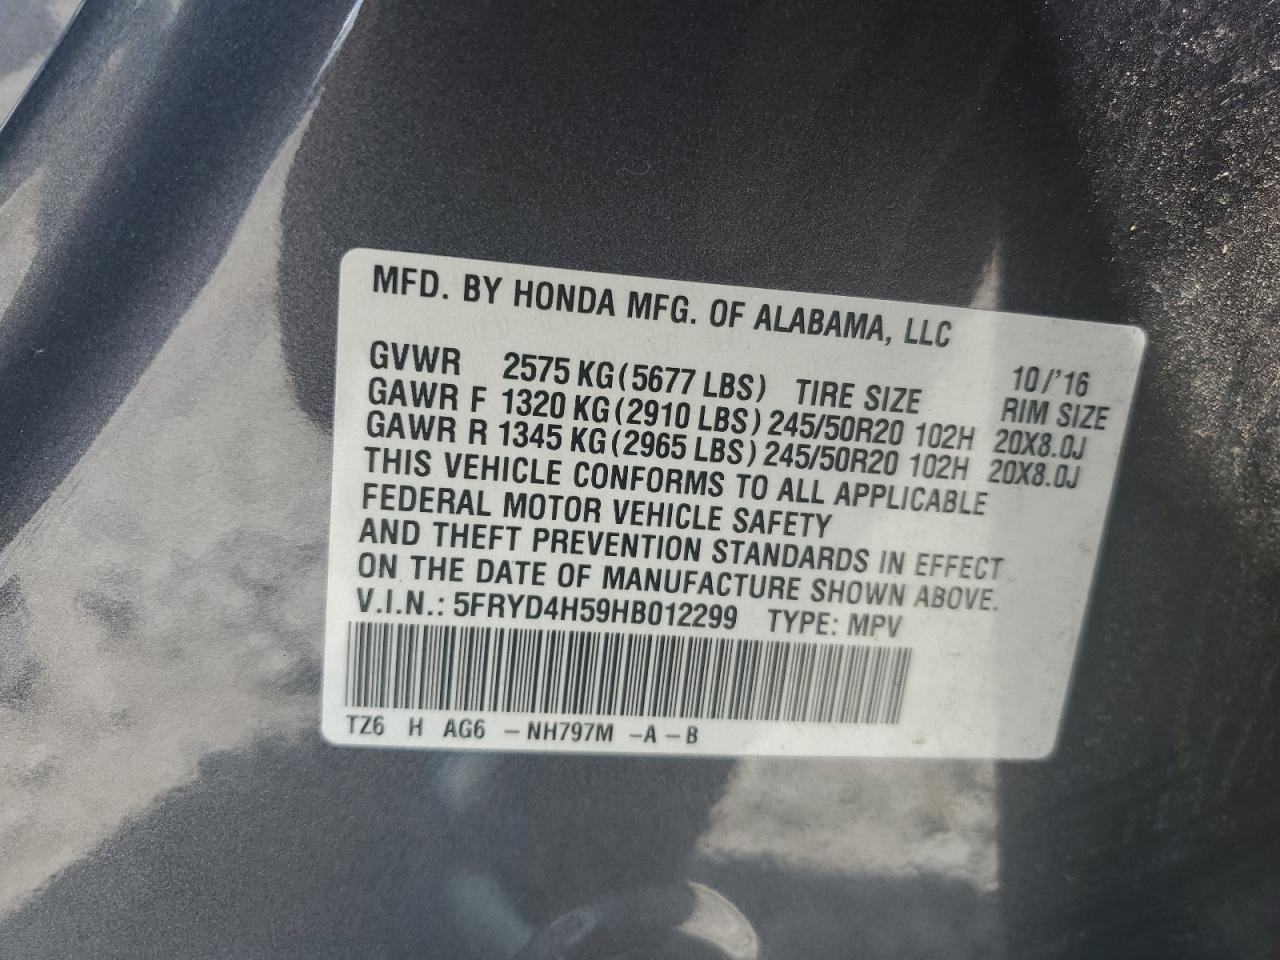 MFD. BY HONDA MFG. OF ALABAMA, LLC
10/'16
GVWR 2575 KG(5677 LBS) TIRE SIZE RIM SIZE
GAWR F 1320 KG(2910 LBS) 245/50R20 102H 20X8.0J
GAWR R 1345 KG(2965 LBS) 245/50R20 102H 20X8.0J
THIS VEHICLE CONFORMS TO ALL APPLICABLE
FEDERAL MOTOR VEHICLE SAFETY
AND THEFT PREVENTION STANDARDS IN EFFECT
ON THE DATE OF MANUFACTURE SHOWN ABOVE.
V.I.N.: 5FRYD4H59HB012299 TYPE: MPV
TZ6 H AG6 – NH797M – A – B